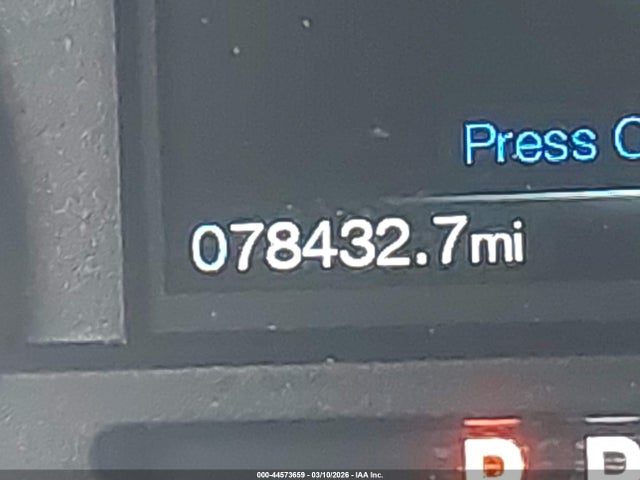 Press
078432.7mi
P R
000-44573659 - 03/10/2026 - IAA Inc.